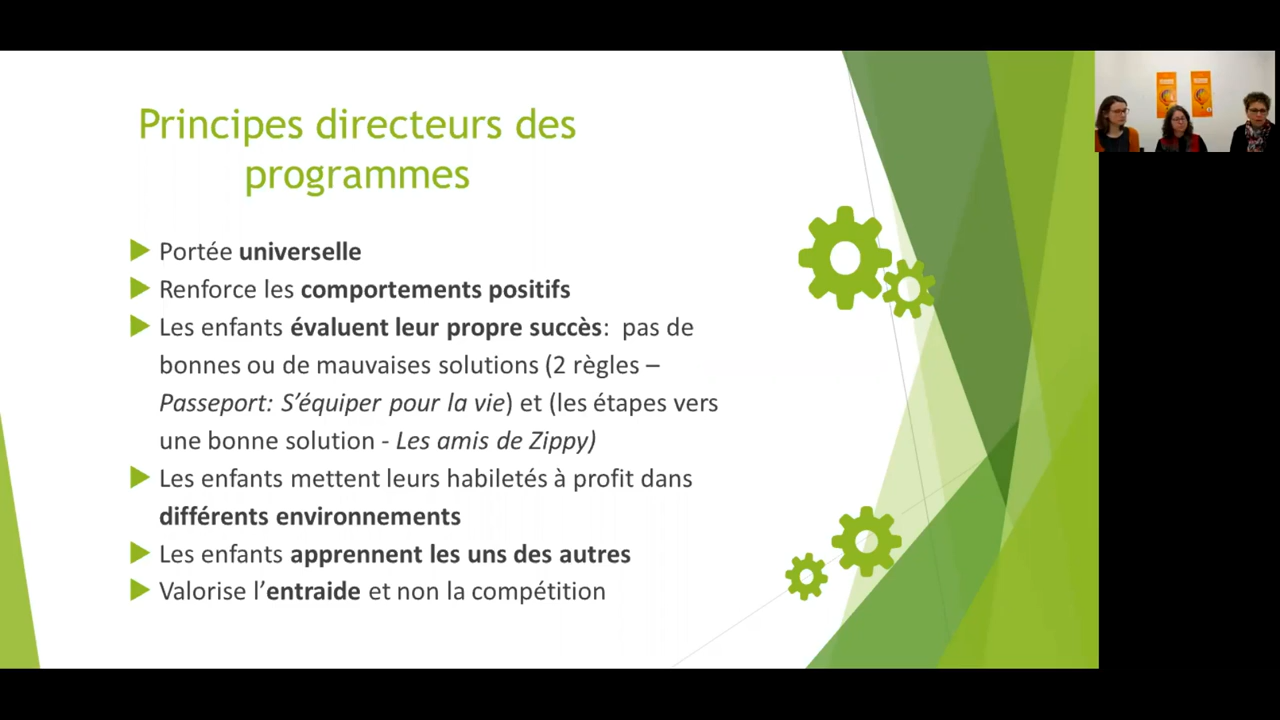 Principes directeurs des
programmes
Portée universelle
Renforce les comportements positifs
Les enfants évaluent leur propre succès:  pas de
bonnes ou de mauvaises solutions (2 règles –
Passeport: S’équiper pour la vie) et (les étapes vers
une bonne solution - Les amis de Zippy)
Les enfants mettent leurs habiletés à profit dans
différents environnements
Les enfants apprennent les uns des autres
Valorise l’entraide et non la compétition